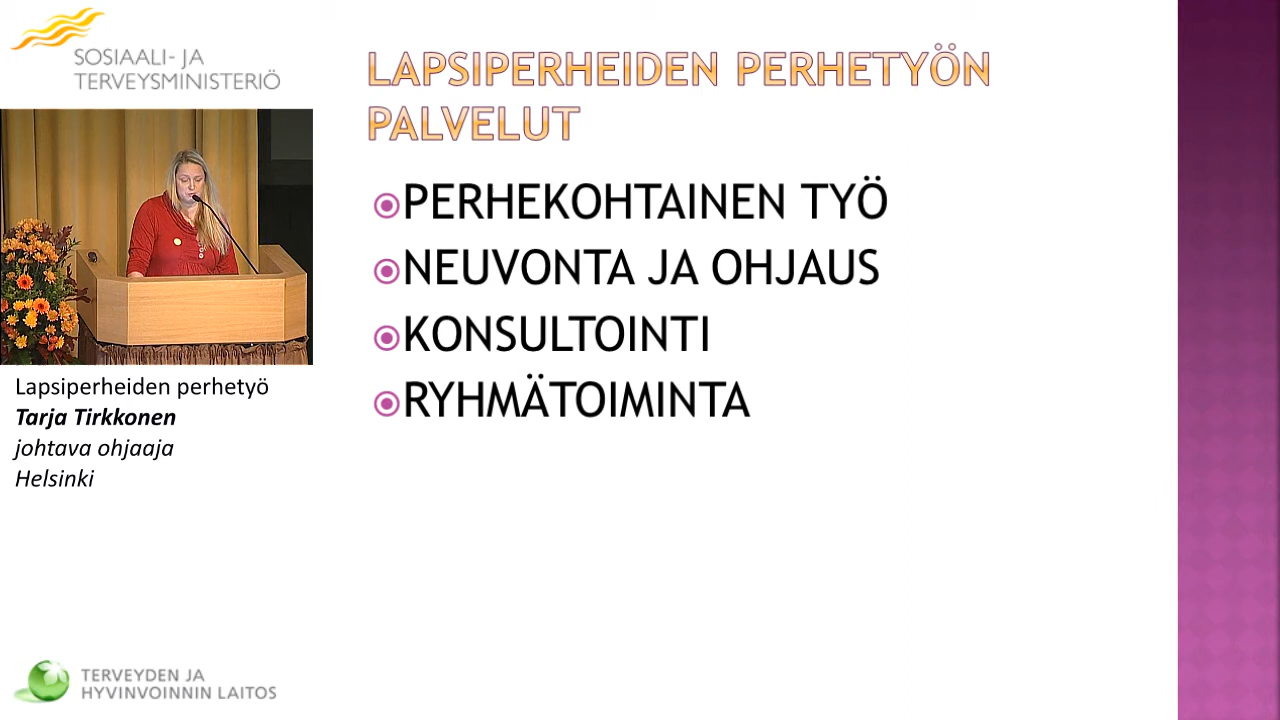 SOSIAALI- JA
TERVEYSMINISTERIÖ
LAPSIPERHEIDEN PERHETYÖN
PALVELUT
PERHEKOHTAINEN TYÖ
NEUVONTA JA OHJAUS
KONSULTOINTI
RYHMÄTOIMINTA
Lapsiperheiden perhetyö
Tarja Tirkkonen
johtava ohjaaja
Helsinki
TERVEYDEN JA
HYVINVOINNIN LAITOS